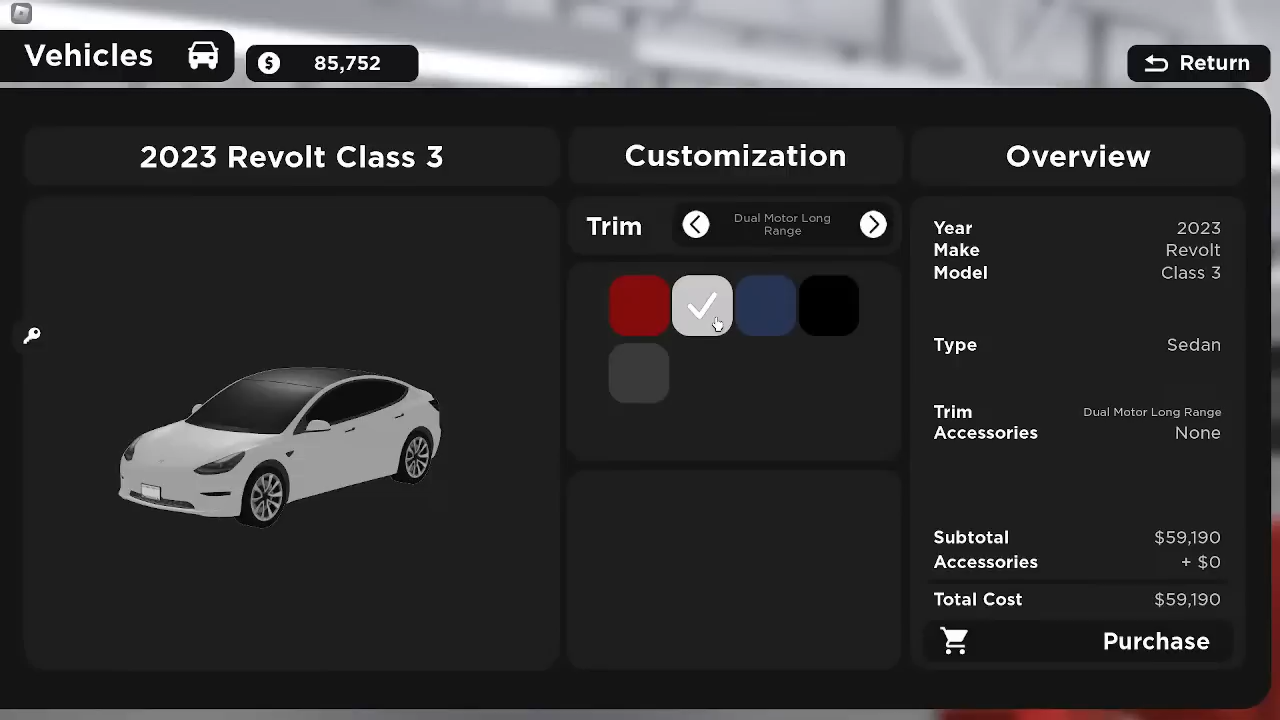 Vehicles
$ 85,752
Return
2023 Revolt Class 3
Customization
Overview
Trim
Dual Motor Long
Range
Year 2023
Make Revolt
Model Class 3
Type Sedan
Trim Dual Motor Long Range
Accessories None
Subtotal $59,190
Accessories + $0
Total Cost $59,190
Purchase